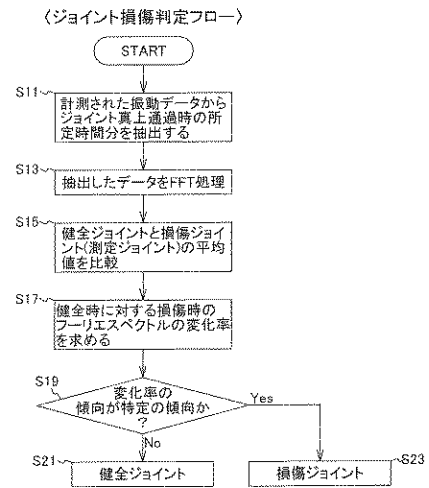 〈ジョイント損傷判定フロー〉
START
S11
計測された振動データから
ジョイント真上通過時の所
定時間分を抽出する
S13
抽出したデータをFFT処理
S15
健全ジョイントと損傷ジョイ
ント(測定ジョイント)の平均
値を比較
S17
健全時に対する損傷時の
フーリエスペクトルの変化率
を求める
S19
変化率の
傾向が特定の傾向か
?
Yes
No
S21
健全ジョイント
S23
損傷ジョイント